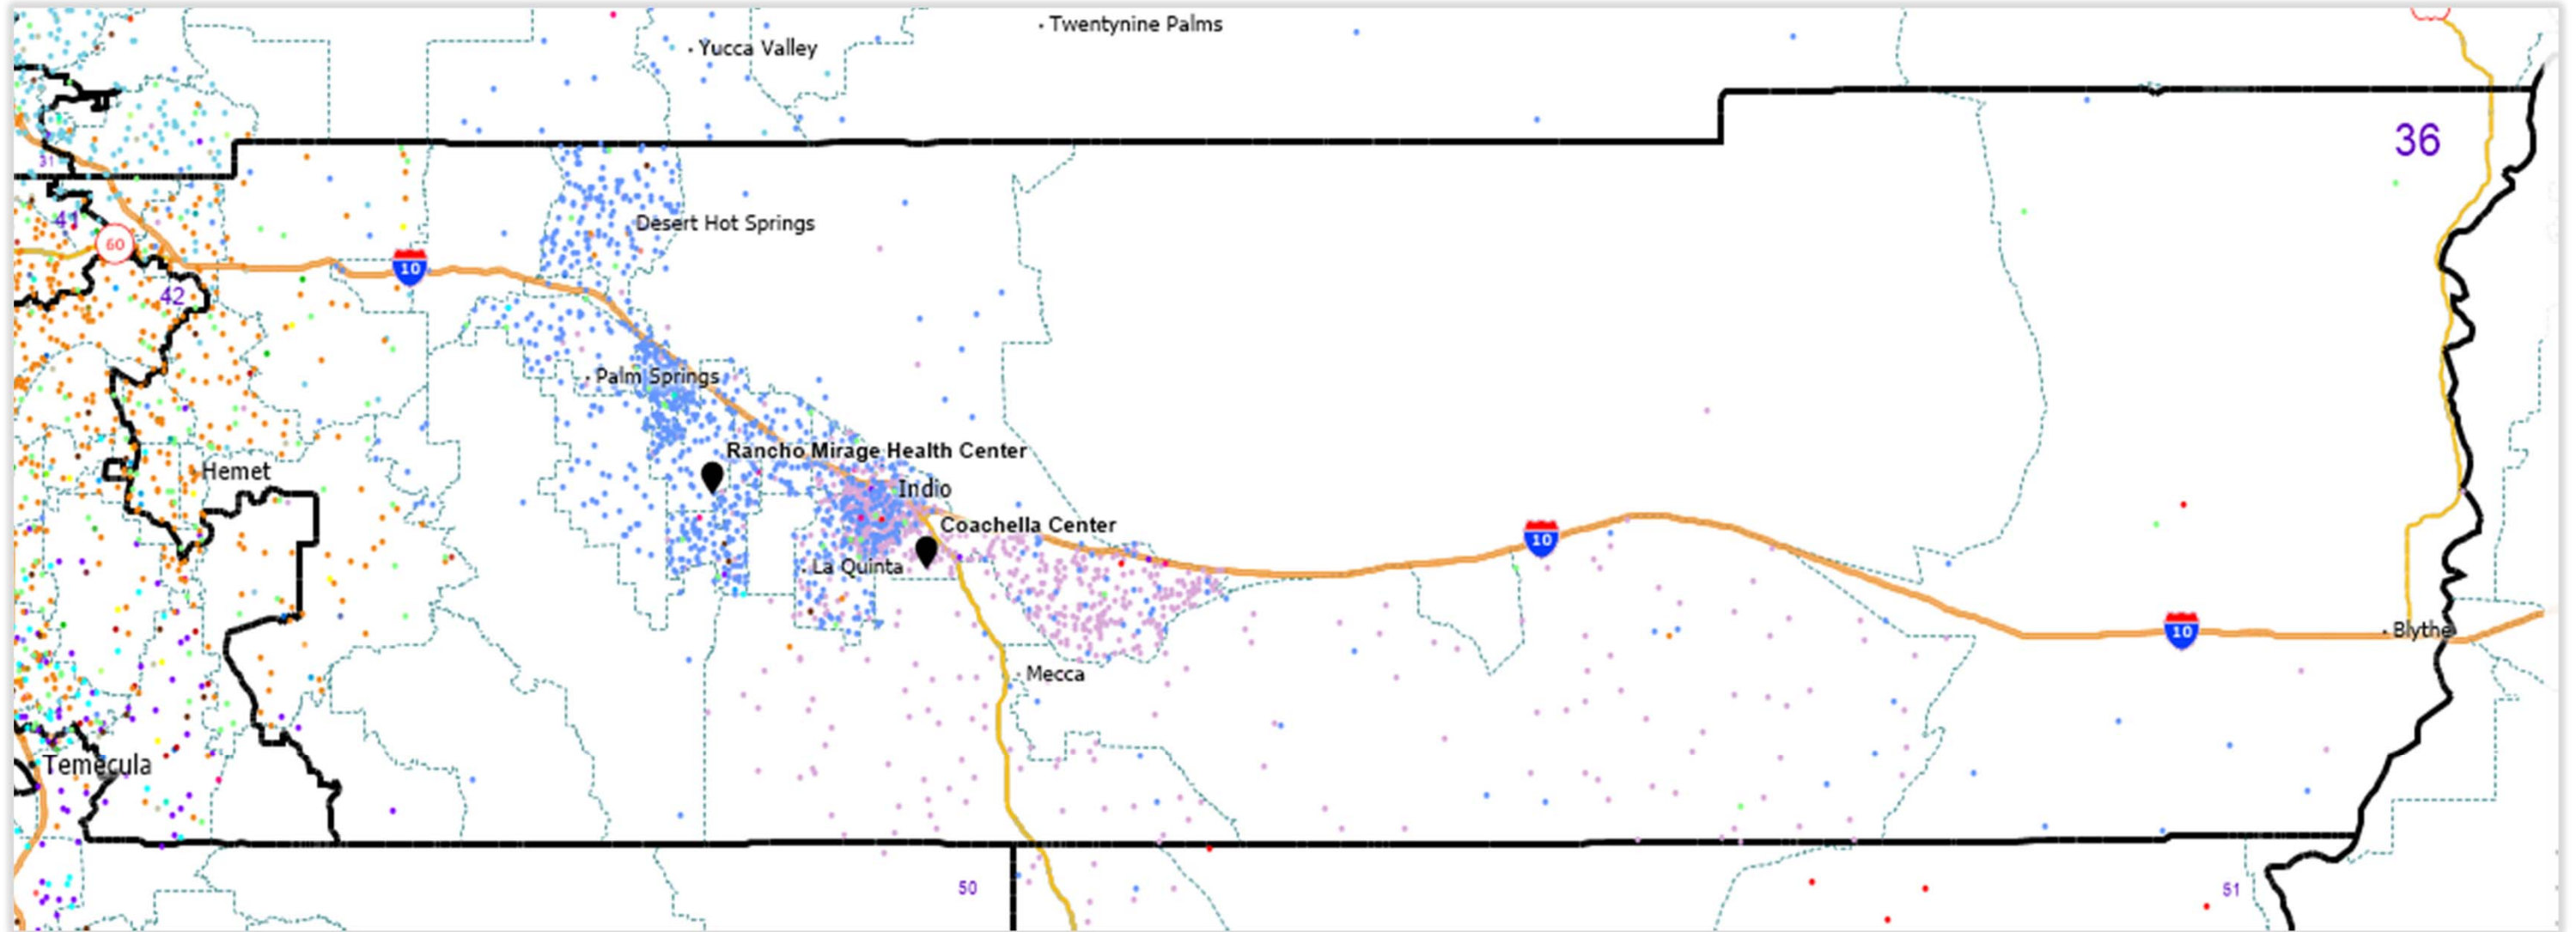 Twentynine Palms
Yucca Valley
36
31
Desert Hot Springs
41
60
10
42
Palm Springs
Rancho Mirage Health Center
Hemet
Indio
Coachella Center
10
La Quinta
10
Blythe
Mecca
Temecula
50
51